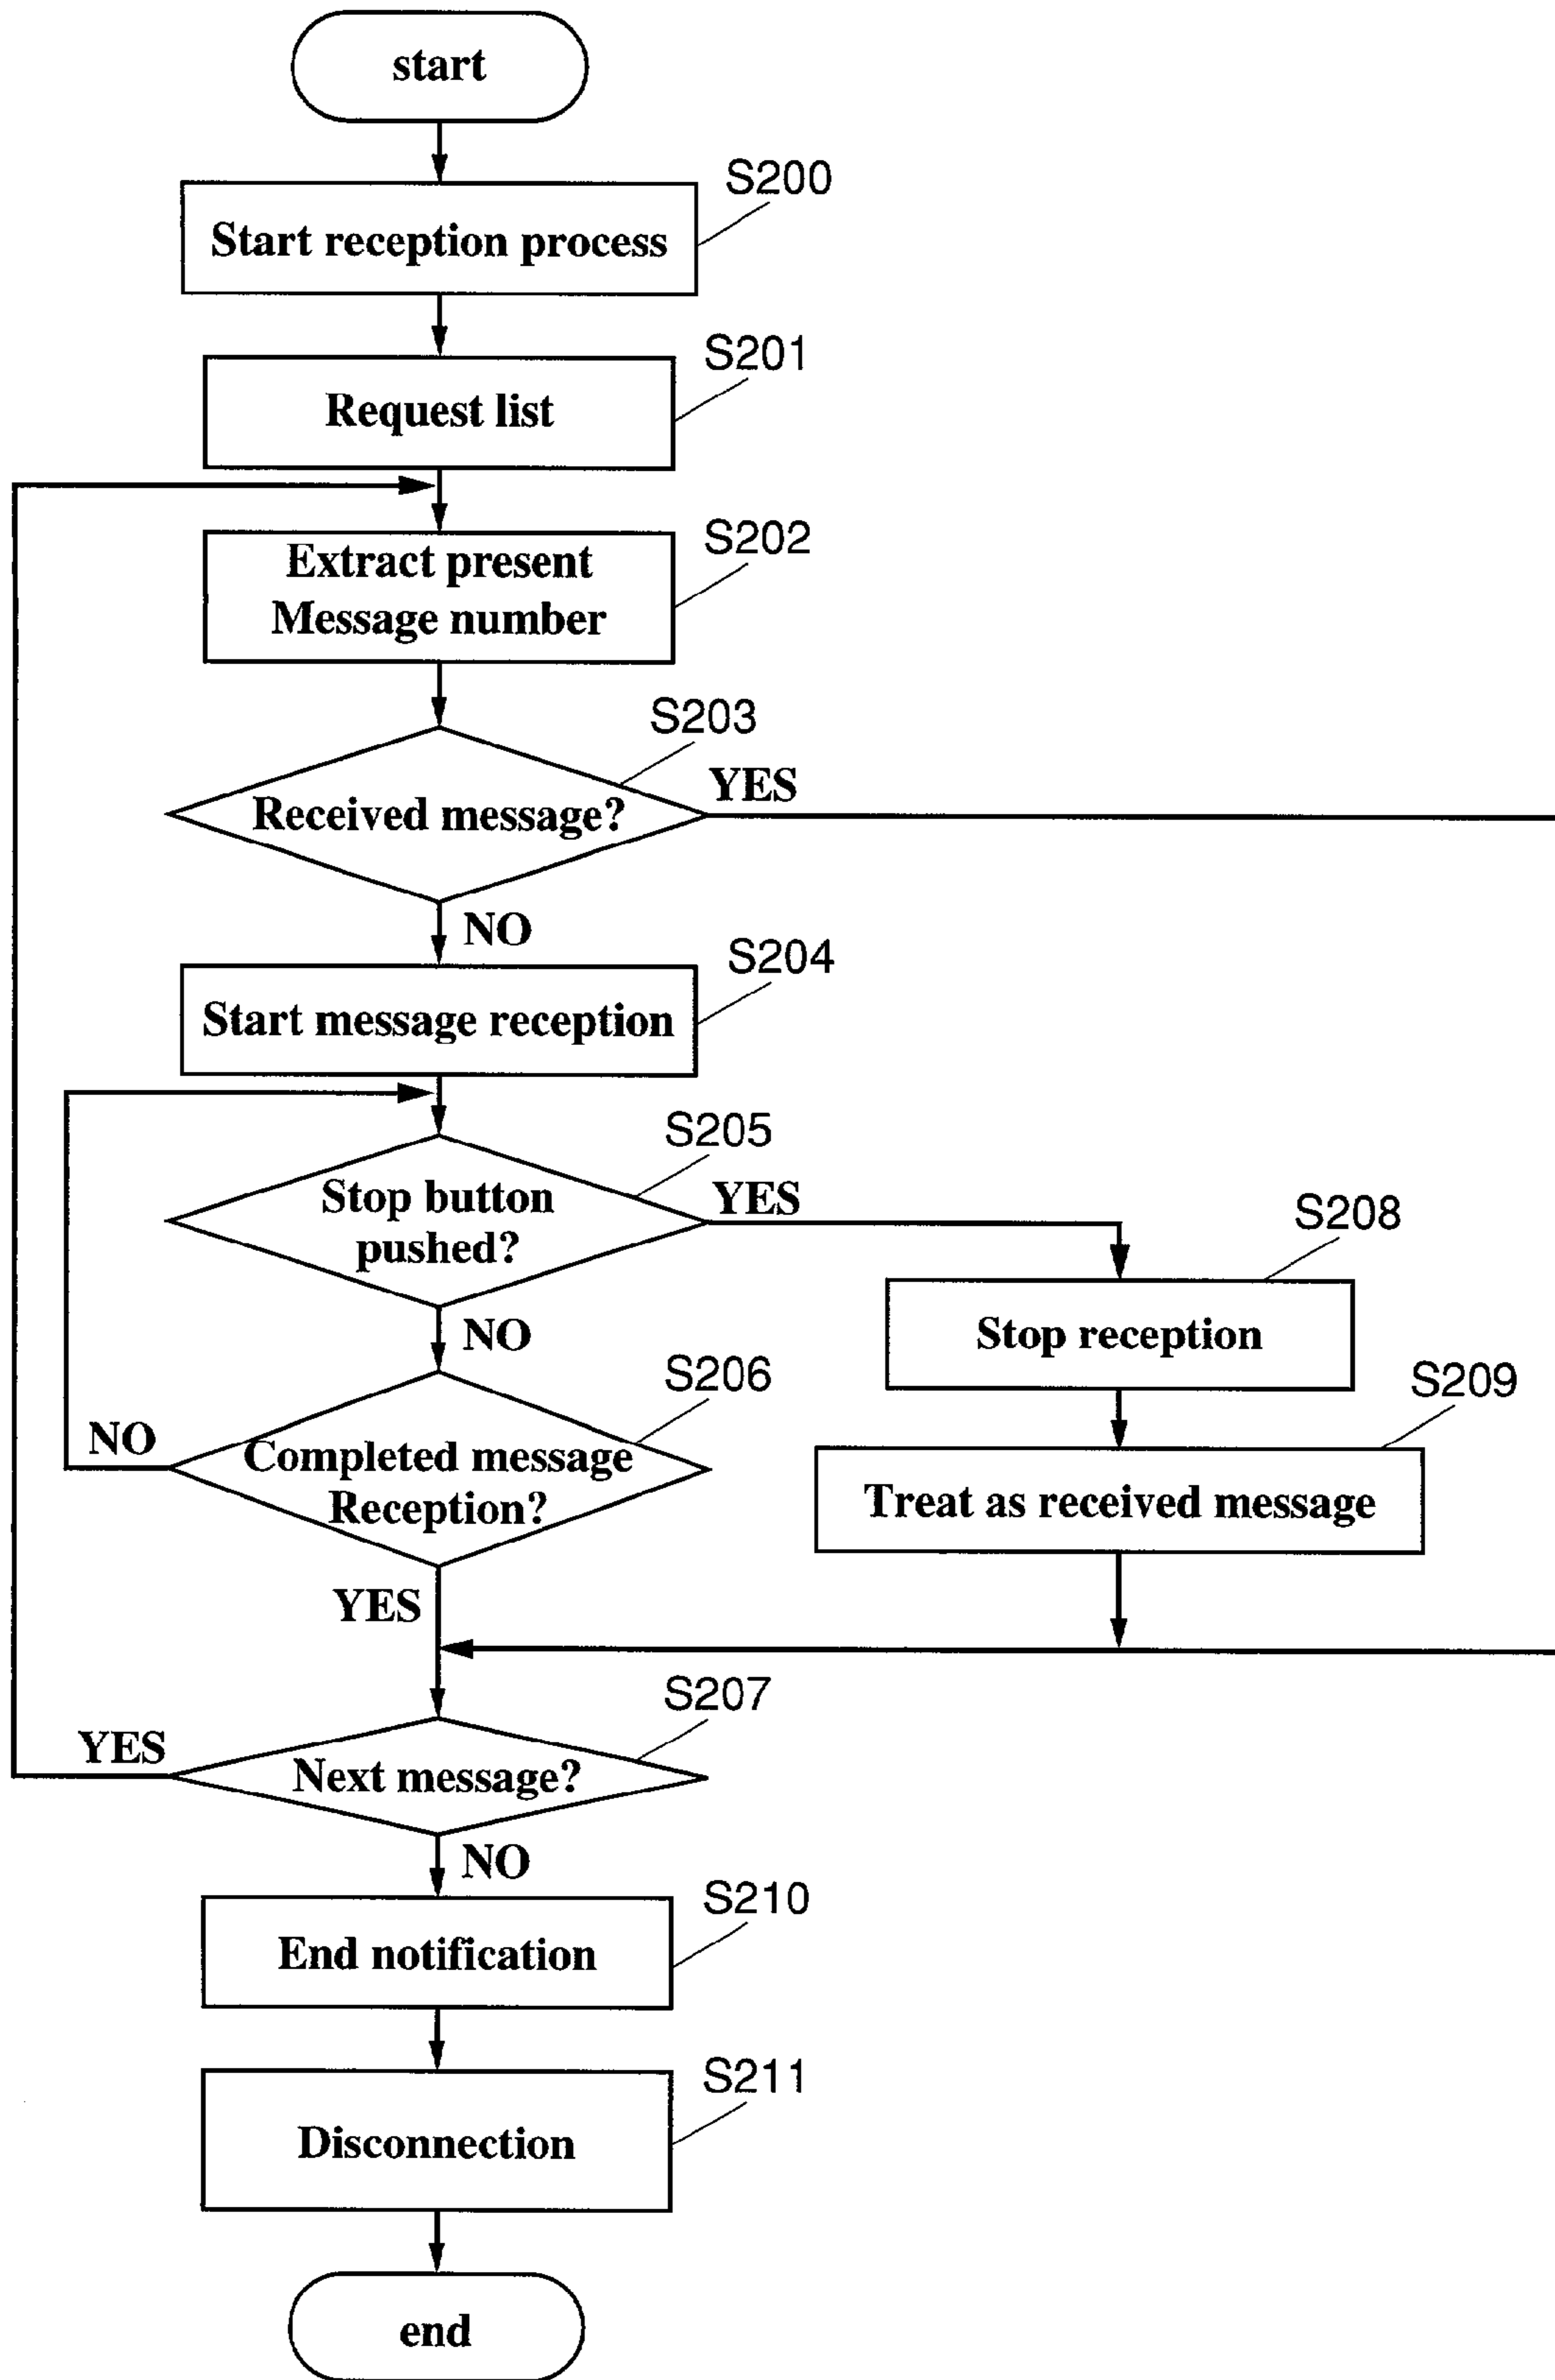 start
S200
Start reception process
S201
Request list
S202
Extract present
Message number
S203
Received message?
YES
NO
S204
Start message reception
S205
Stop button
pushed?
YES
NO
S208
Stop reception
S206
Completed message
Reception?
NO
YES
S209
Treat as received message
S207
Next message?
YES
NO
S210
End notification
S211
Disconnection
end